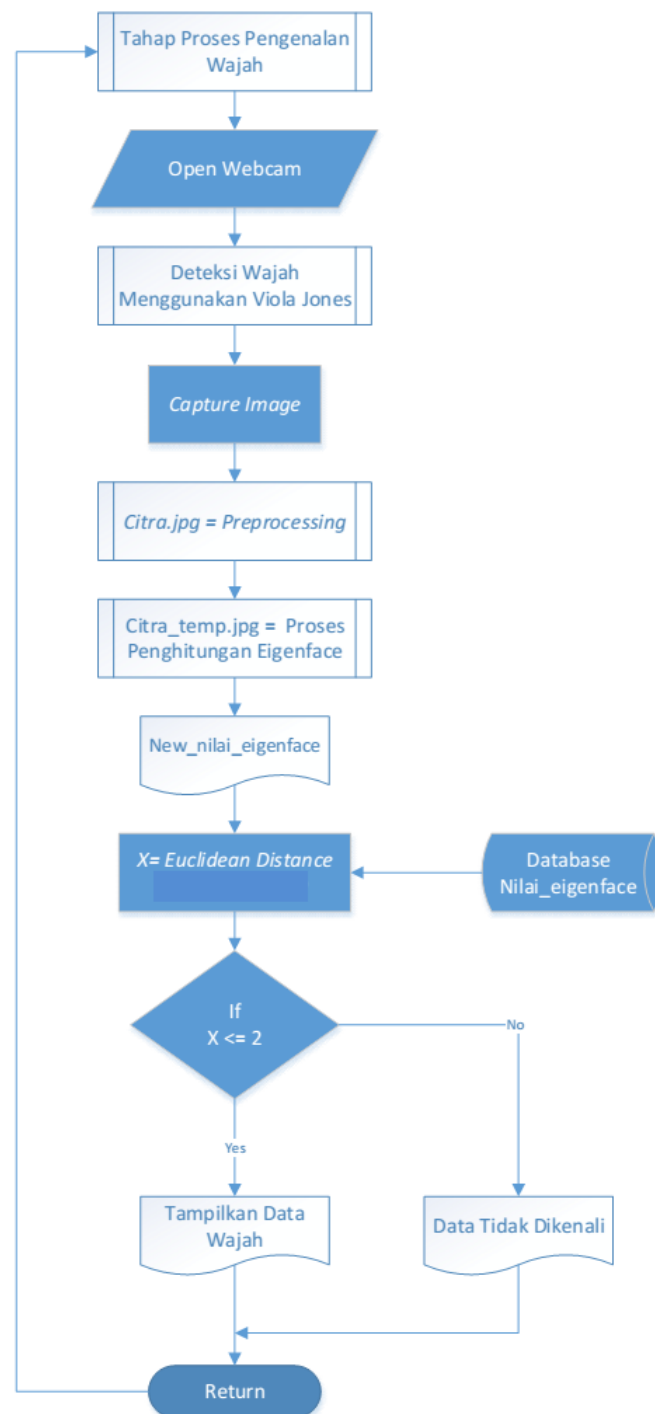 Tahap Proses Pengenalan
Wajah
Open Webcam
Deteksi Wajah
Menggunakan Viola Jones
Capture Image
Citra.jpg = Preprocessing
Citra_temp.jpg = Proses
Penghitungan Eigenface
New_nilai_eigenface
X= Euclidean Distance
Database
Nilai_eigenface
If
X <= 2
No
Yes
Tampilkan Data
Wajah
Data Tidak Dikenali
Return